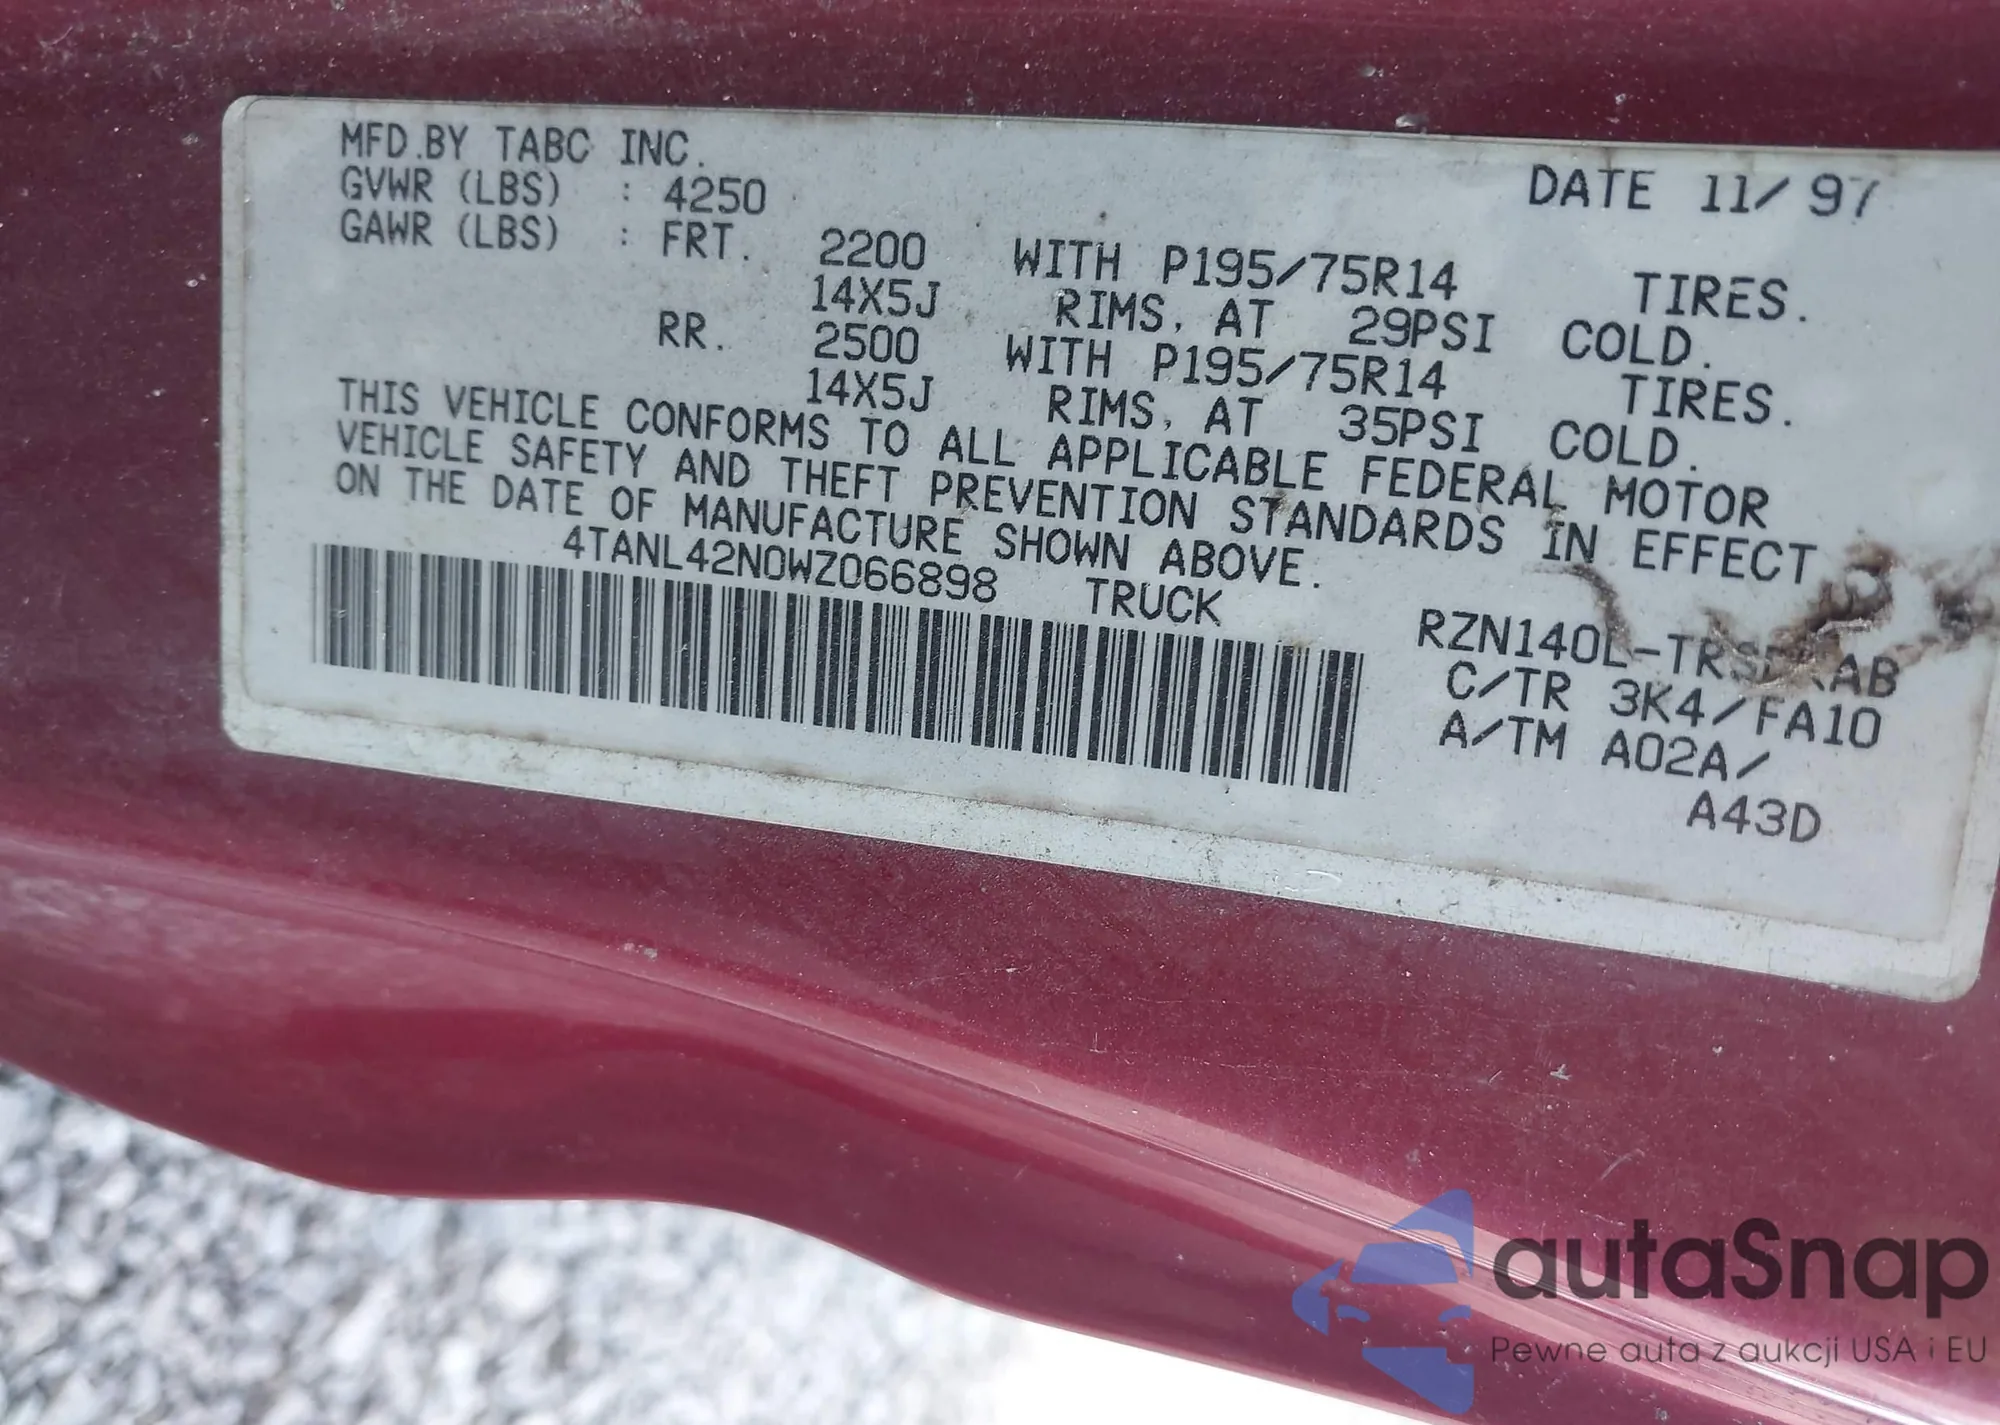 MFD.BY TABC INC.
DATE 11/97
GVWR (LBS) : 4250
GAWR (LBS) : FRT. 2200 WITH P195/75R14 TIRES.
14X5J RIMS, AT 29PSI COLD.
RR. 2500 WITH P195/75R14 TIRES.
14X5J RIMS, AT 35PSI COLD.
THIS VEHICLE CONFORMS TO ALL APPLICABLE FEDERAL MOTOR
VEHICLE SAFETY AND THEFT PREVENTION STANDARDS IN EFFECT
ON THE DATE OF MANUFACTURE SHOWN ABOVE.
4TANL42N0WZ066898 TRUCK
C/TR 3K4/FA10
A/TM A02A/
A43D
autaSnap
Pewne auta z aukcji USA i EU